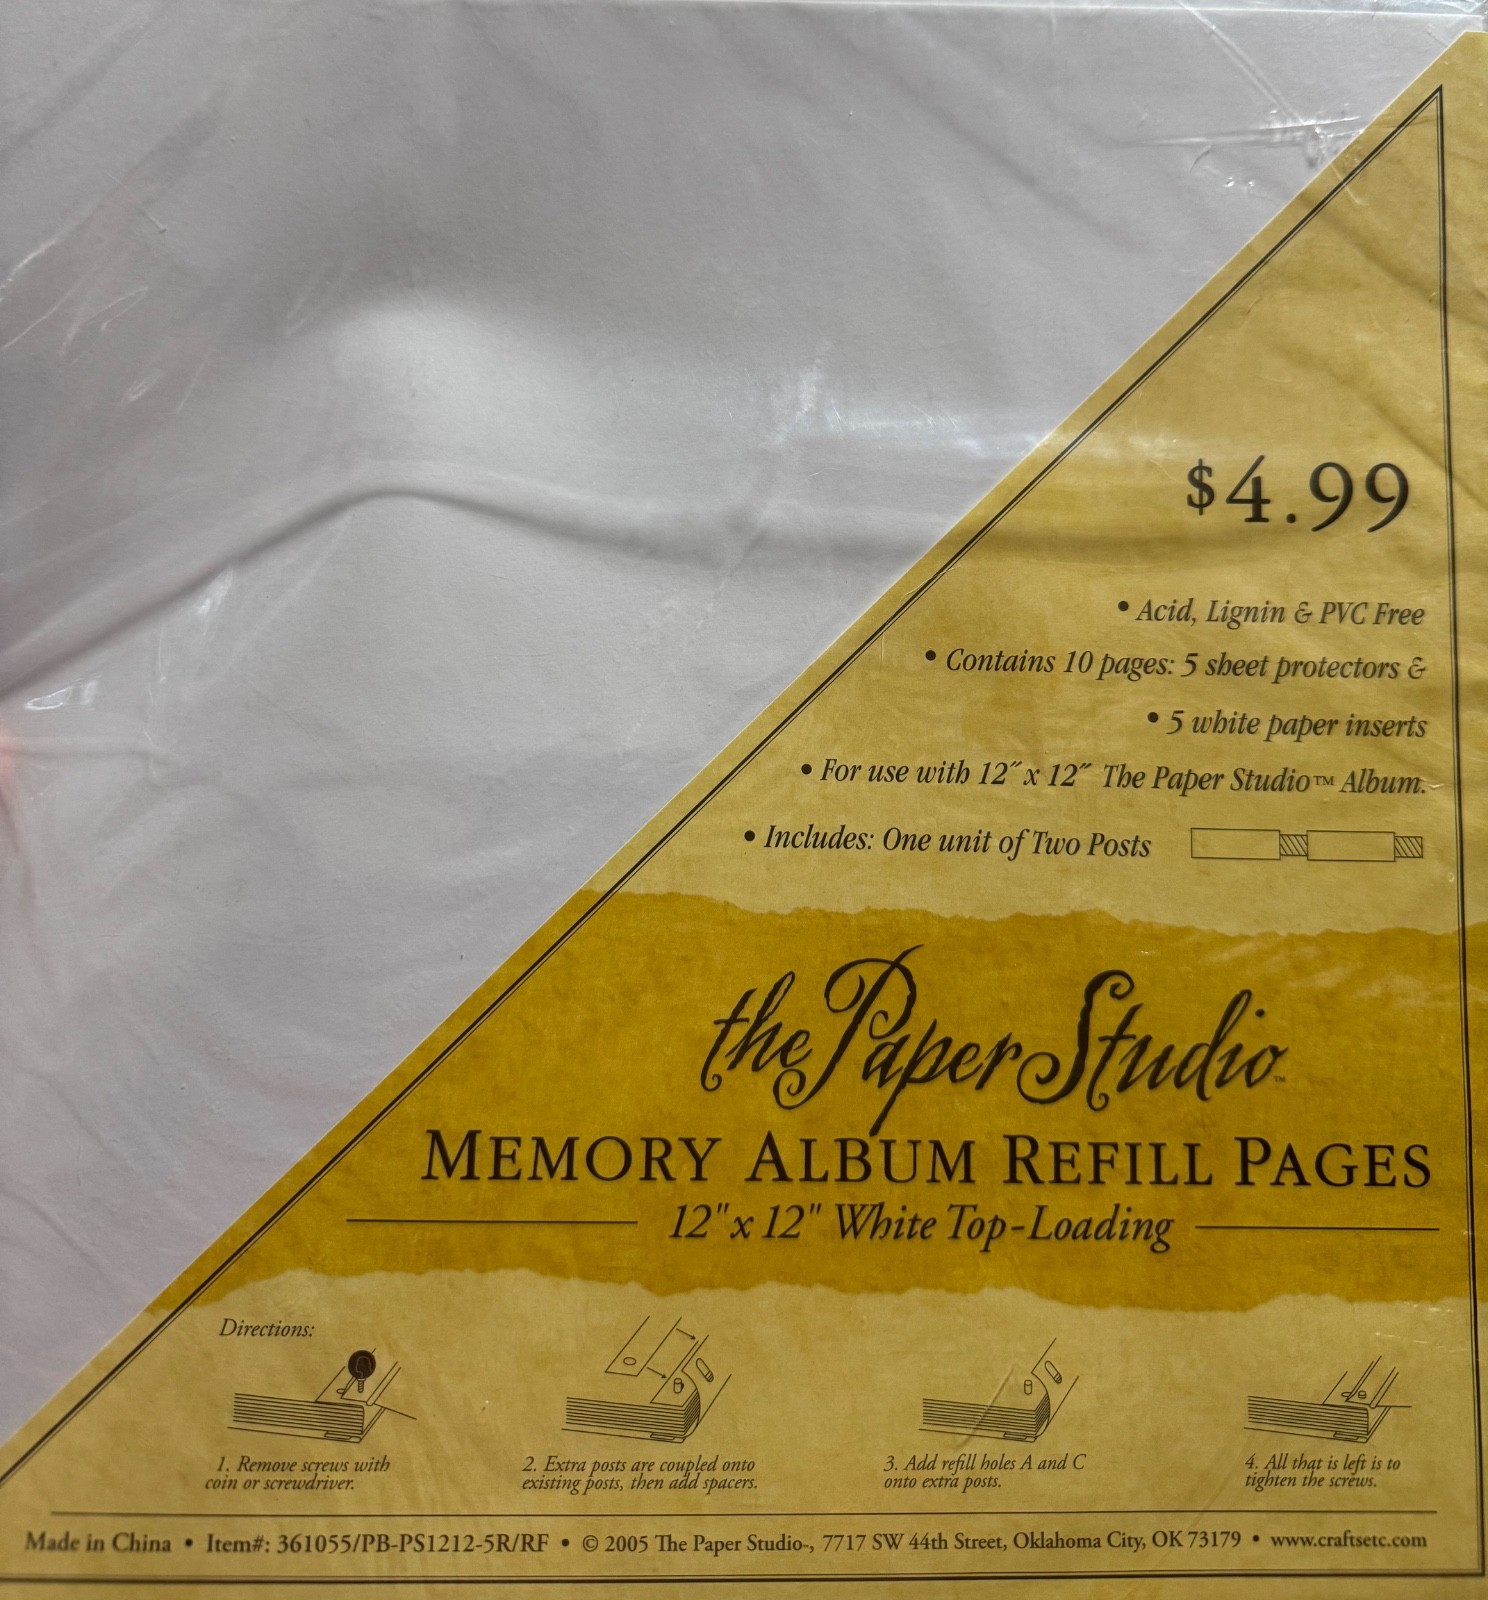 $4.99
• Acid, Lignin & PVC Free
• Contains 10 pages: 5 sheet protectors &
• 5 white paper inserts
• For use with 12″ x 12″ The Paper Studio™ Album.
• Includes: One unit of Two Posts
the Paper Studio™
MEMORY ALBUM REFILL PAGES
12" x 12" White Top-Loading
Directions:
1. Remove screws with
coin or screwdriver.
2. Extra posts are coupled onto
existing posts, then add spacers.
3. Add refill holes A and C
onto extra posts.
4. All that is left is to
tighten the screws.
Made in China • Item#: 361055/PB-PS1212-5R/RF • © 2005 The Paper Studio-, 7717 SW 44th Street, Oklahoma City, OK 73179 • www.craftsetc.com